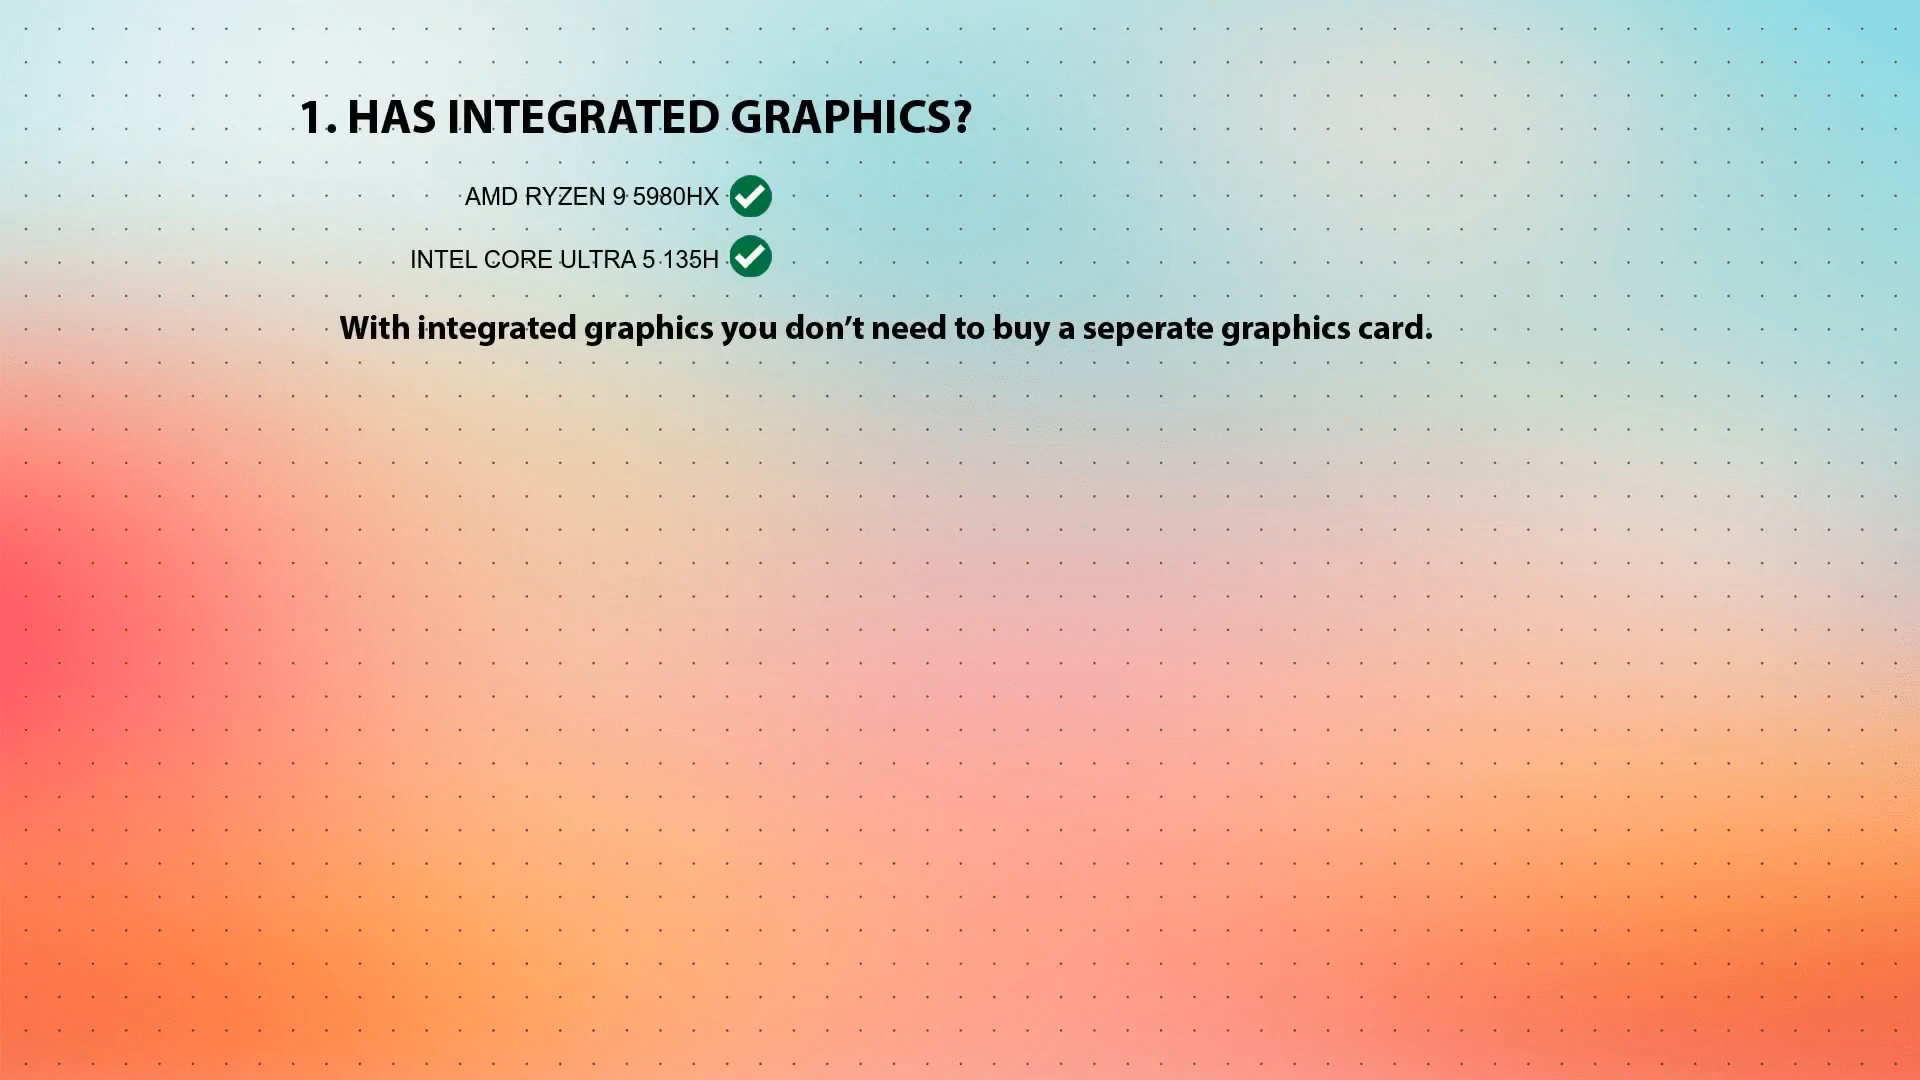 1. HAS INTEGRATED GRAPHICS?
AMD RYZEN 9 5980HX
INTEL CORE ULTRA 5 135H
With integrated graphics you don’t need to buy a seperate graphics card.